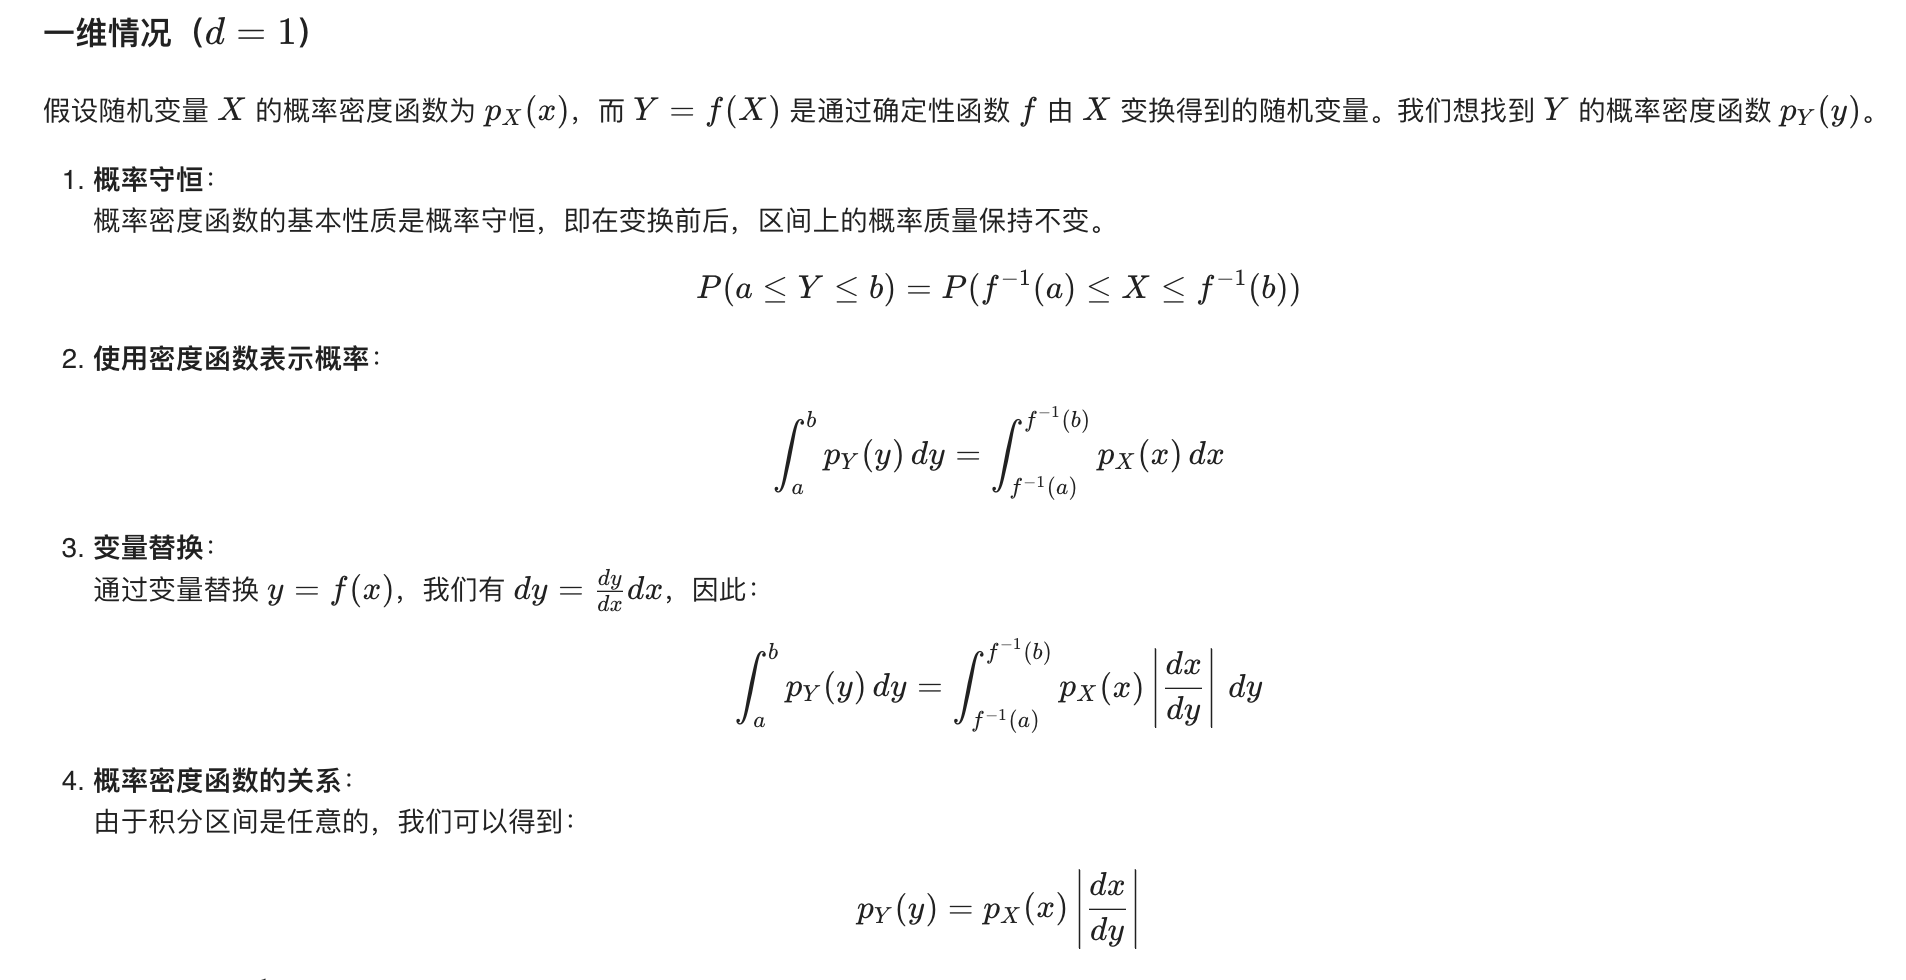 一维情况（d = 1）
假设随机变量 X 的概率密度函数为 p_X(x)，而 Y = f(X) 是通过确定性函数 f 由 X 变换得到的随机变量。我们想找到 Y 的概率密度函数 p_Y(y)。
1. 概率守恒：
概率密度函数的基本性质是概率守恒，即在变换前后，区间上的概率质量保持不变。
P(a ≤ Y ≤ b) = P(f^{-1}(a) ≤ X ≤ f^{-1}(b))
2. 使用密度函数表示概率：
\int_a^b p_Y(y) dy = \int_{f^{-1}(a)}^{f^{-1}(b)} p_X(x) dx
3. 变量替换：
通过变量替换 y = f(x)，我们有 dy = \frac{dy}{dx}dx，因此：
\int_a^b p_Y(y) dy = \int_{f^{-1}(a)}^{f^{-1}(b)} p_X(x) \left|\frac{dx}{dy}\right| dy
4. 概率密度函数的关系：
由于积分区间是任意的，我们可以得到：
p_Y(y) = p_X(x) \left|\frac{dx}{dy}\right|